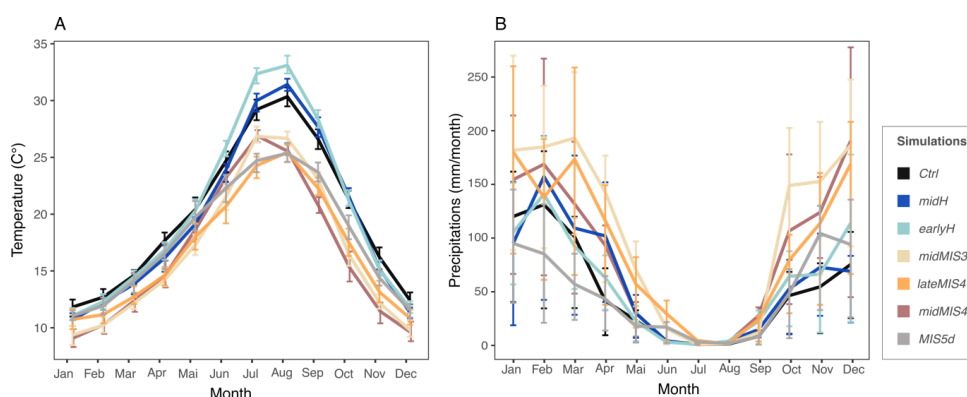 A
Temperature (C°)
35
30
25
20
15
10
Jan Feb Mar Apr Mai Jun Jul Aug Sep Oct Nov Dec
Month
B
Precipitations (mm/month)
250
200
150
100
50
0
Jan Feb Mar Apr Mai Jun Jul Aug Sep Oct Nov Dec
Month
Simulations
Ctrl
midH
earlyH
midMIS3
lateMIS4
midMIS4
MIS5d